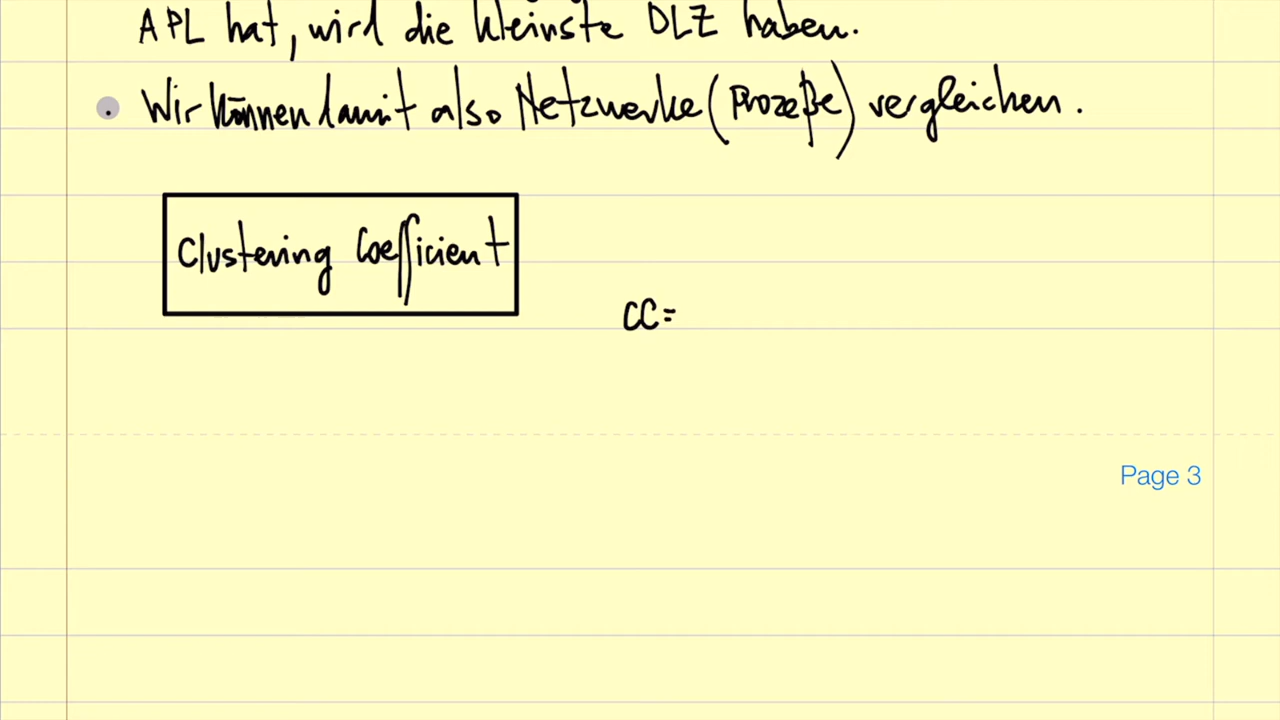 APL hat, wird die kleinste DLZ haben.
• Wir können damit also Netzwerke (Prozeße) vergleichen.
Clustering Coefficient
CC=
Page 3